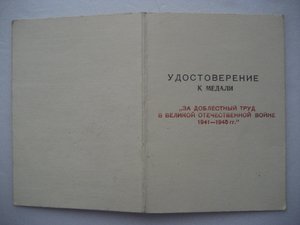 УДОСТОВЕРЕНИЕ
К МЕДАЛИ
„ЗА ДОБЛЕСТНЫЙ ТРУД
В ВЕЛИКОЙ ОТЕЧЕСТВЕННОЙ ВОЙНЕ
1941—1945 гг."